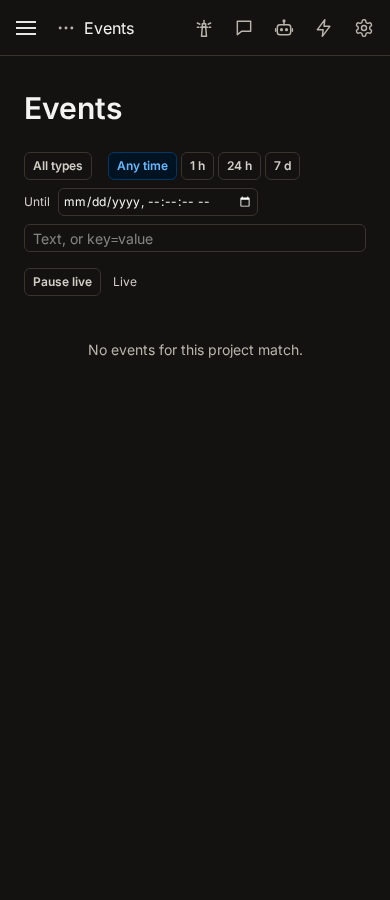 Events
Events
All types Any time 1 h 24 h 7 d
Until mm/dd/yyyy, --:--:-- --
Text, or key=value
Pause live Live
No events for this project match.